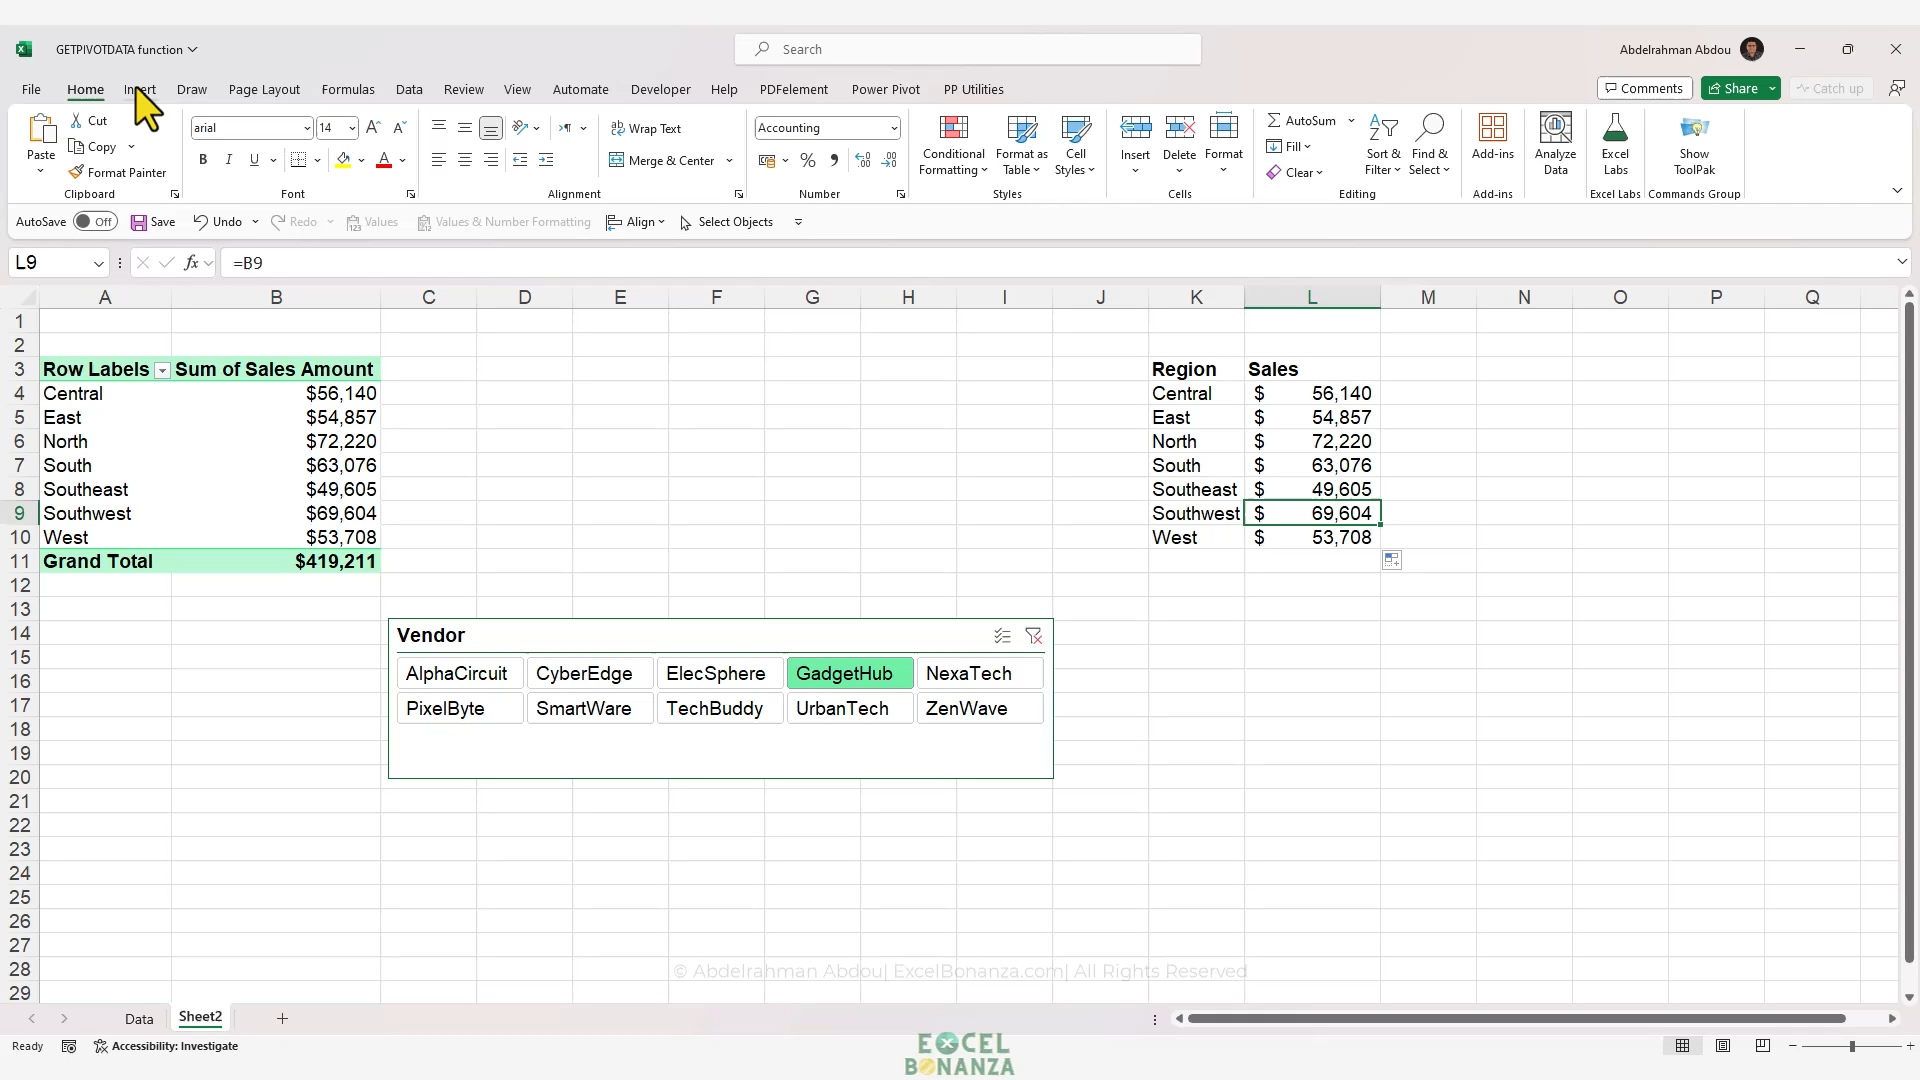 GETPIVOTDATA function
Search
Abdelrahman Abdou
File Home Insert Draw Page Layout Formulas Data Review View Automate Developer Help PDFelement Power Pivot PP Utilities
Comments Share Catch up
Paste
Cut
Copy
Format Painter
Clipboard
arial 14
B I U
Font
Wrap Text
Merge & Center
Alignment
Accounting
Number
Conditional Formatting
Format as Table
Cell Styles
Styles
Insert Delete Format
Cells
AutoSum
Fill
Clear
Sort & Filter
Find & Select
Editing
Add-ins
Add-ins
Analyze Data
Excel Labs
Excel Labs
Show ToolPak
Commands Group
AutoSave Off Save Undo Redo Values Values & Number Formatting Align Select Objects
L9 fx =B9
A B C D E F G H I J K L M N O P Q
1
2
3 Row Labels Sum of Sales Amount Region Sales
4 Central $56,140 Central $ 56,140
5 East $54,857 East $ 54,857
6 North $72,220 North $ 72,220
7 South $63,076 South $ 63,076
8 Southeast $49,605 Southeast $ 49,605
9 Southwest $69,604 Southwest $ 69,604
10 West $53,708 West $ 53,708
11 Grand Total $419,211
12
13
14 Vendor
15
16 AlphaCircuit CyberEdge ElecSphere GadgetHub NexaTech
17 PixelByte SmartWare TechBuddy UrbanTech ZenWave
18
19
20
21
22
23
24
25
26
27
28 © Abdelrahman Abdou| ExcelBonanza.com| All Rights Reserved
29
Data Sheet2
Ready Accessibility: Investigate
EXCEL
BONANZA